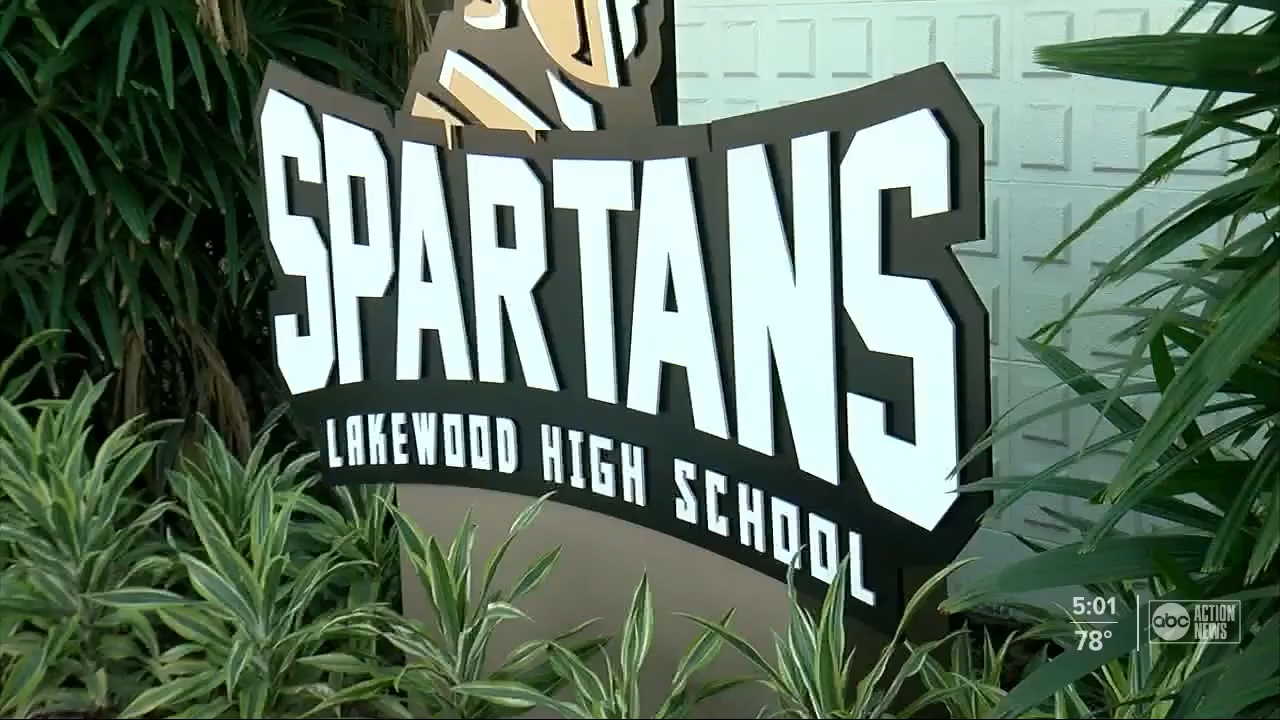 SPARTANS
LAKEWOOD HIGH SCHOOL
5:01
78°
abc ACTION
NEWS